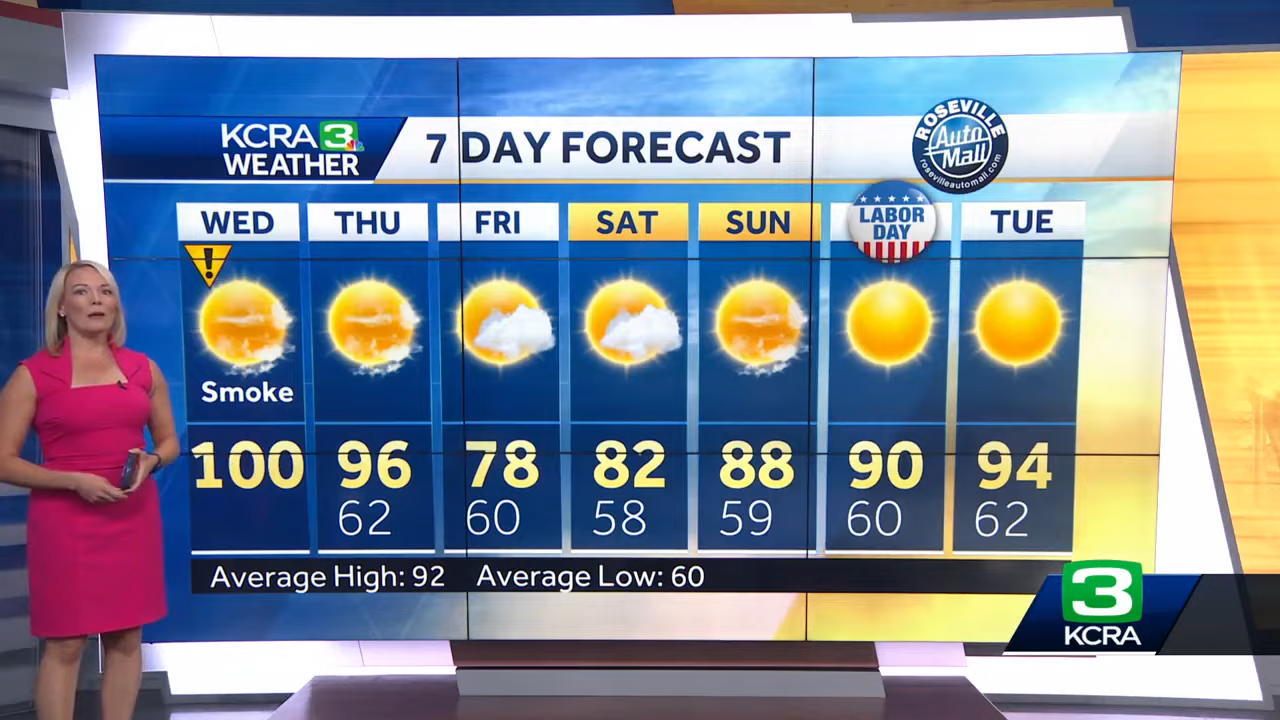 KCRA 3
WEATHER
7 DAY FORECAST
ROSEVILLE
Auto
Mall
rosevilleautomall.com
WED THU FRI SAT SUN LABOR DAY TUE
!
Smoke
100 96 78 82 88 90 94
62 60 58 59 60 62
Average High: 92 Average Low: 60
3
KCRA